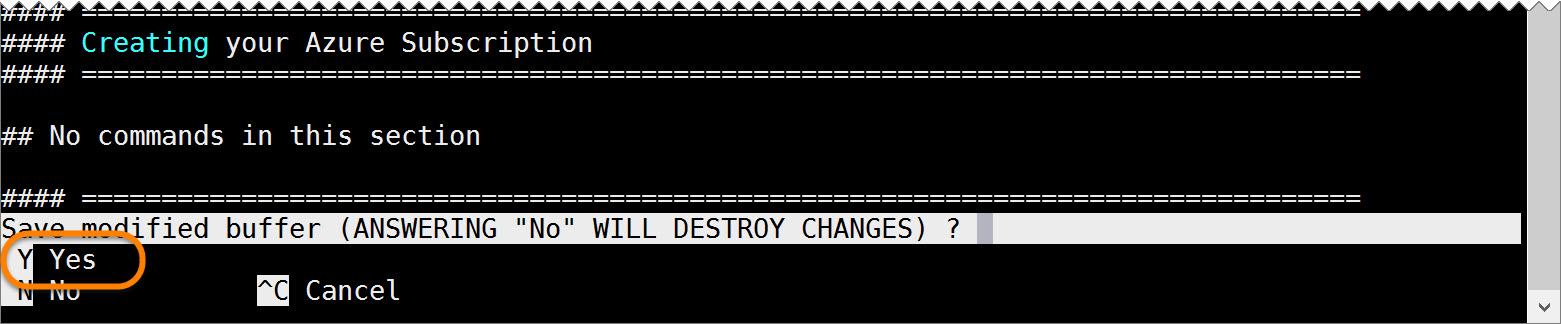 #### ================================================================================
#### Creating your Azure Subscription
#### ================================================================================
## No commands in this section
#### ================================================================================
Save modified buffer (ANSWERING "No" WILL DESTROY CHANGES) ?
Y Yes
N No ^C Cancel